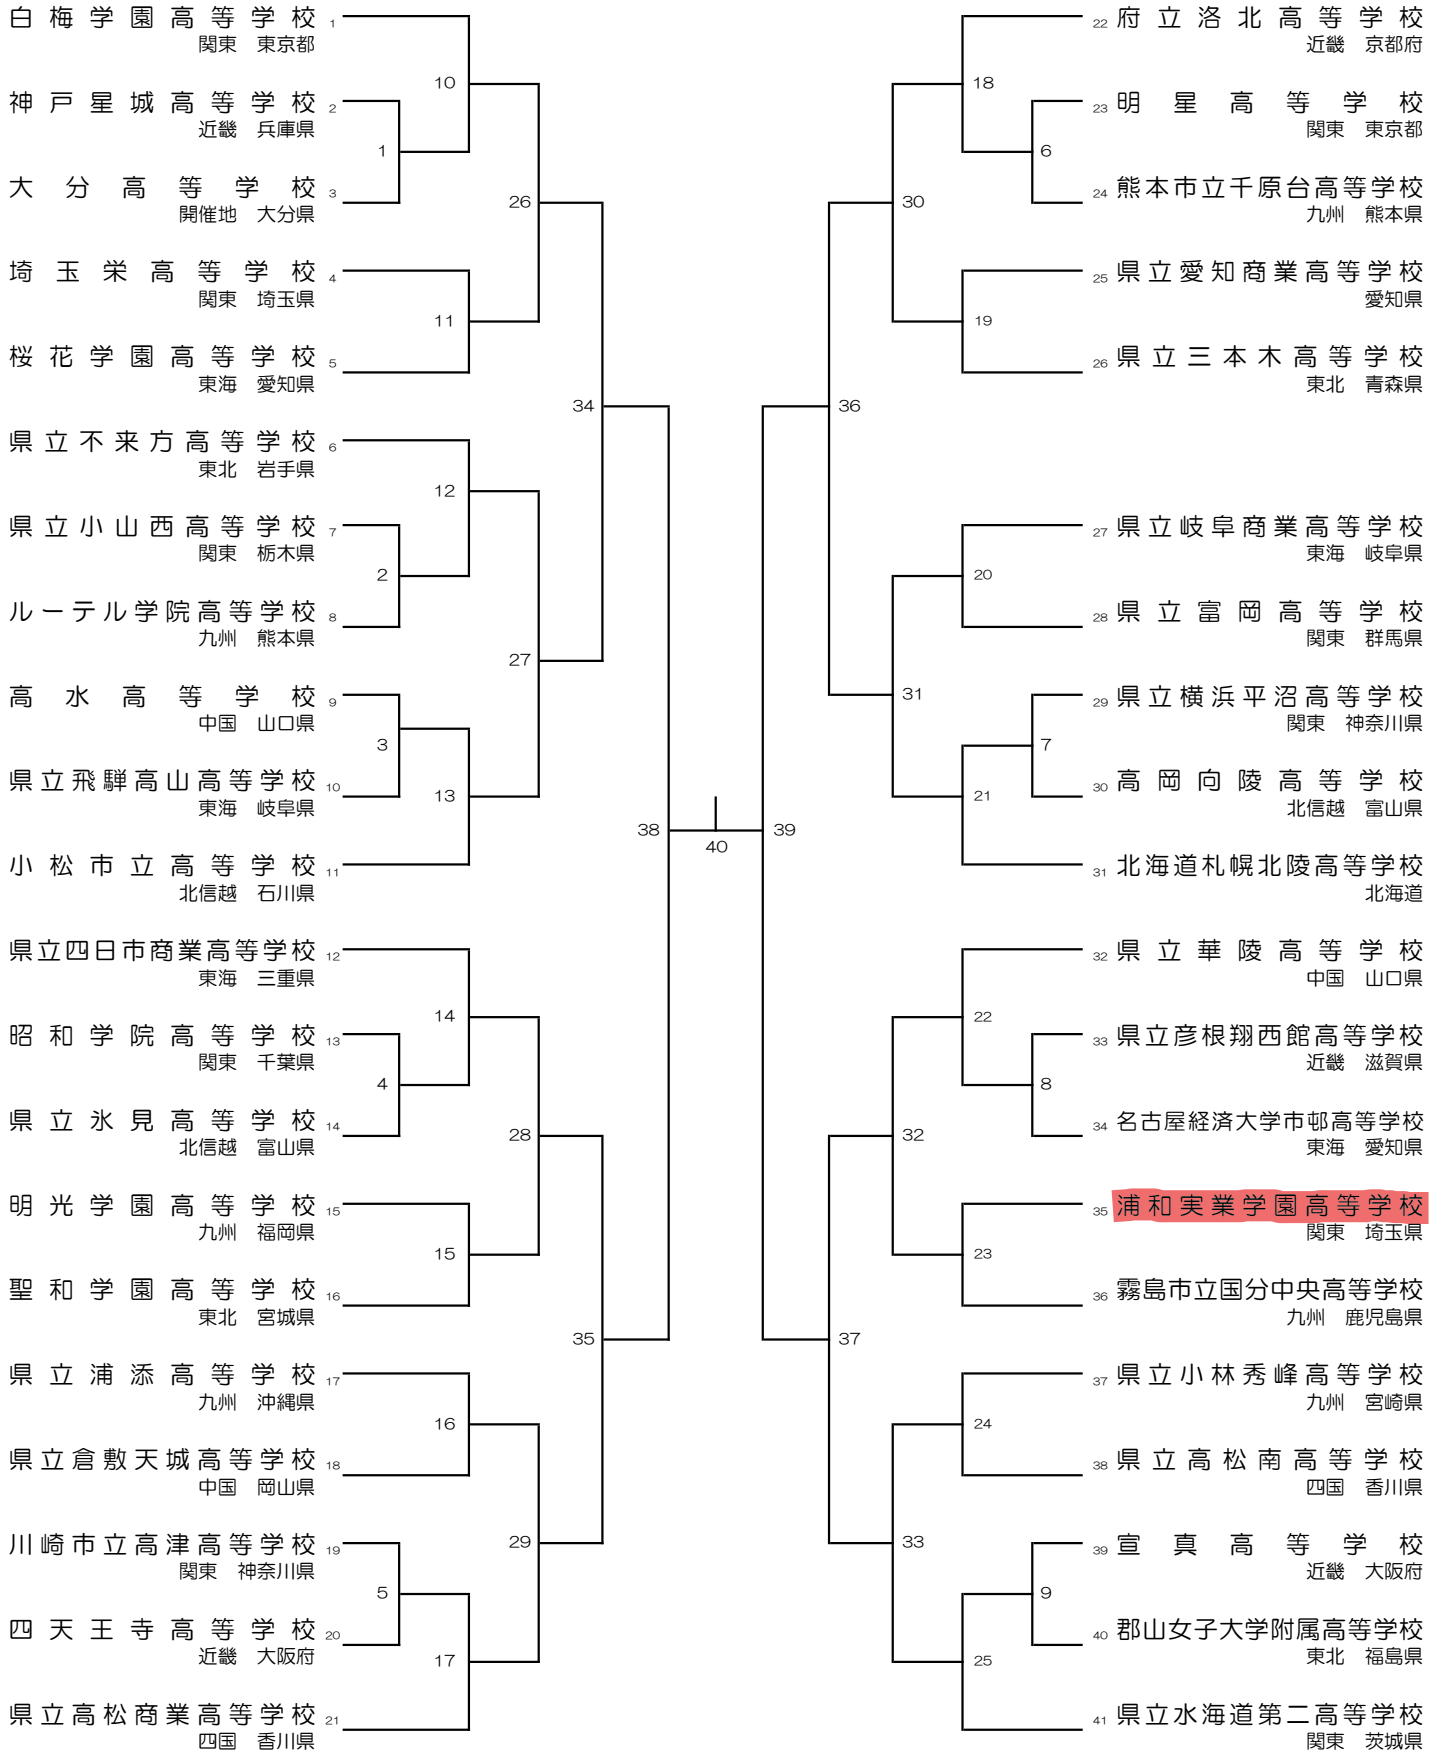 白梅学園高等学校 1
関東 東京都
10
神戸星城高等学校 2
近畿 兵庫県
1
大分高等学校 3
開催地 大分県
26
埼玉栄高等学校 4
関東 埼玉県
11
桜花学園高等学校 5
東海 愛知県
34
県立不来方高等学校 6
東北 岩手県
12
県立小山西高等学校 7
関東 栃木県
2
ルーテル学院高等学校 8
九州 熊本県
27
高水高等学校 9
中国 山口県
3
県立飛騨高山高等学校 10
東海 岐阜県
13
38
小松市立高等学校 11
北信越 石川県
県立四日市商業高等学校 12
東海 三重県
14
昭和学院高等学校 13
関東 千葉県
4
県立氷見高等学校 14
北信越 富山県
28
明光学園高等学校 15
九州 福岡県
15
聖和学園高等学校 16
東北 宮城県
35
県立浦添高等学校 17
九州 沖縄県
16
県立倉敷天城高等学校 18
中国 岡山県
川崎市立高津高等学校 19
関東 神奈川県
29
5
四天王寺高等学校 20
近畿 大阪府
17
県立高松商業高等学校 21
四国 香川県
40
22 府立洛北高等学校
近畿 京都府
18
23 明星高等学校
関東 東京都
6
24 熊本市立千原台高等学校
九州 熊本県
30
25 県立愛知商業高等学校
愛知県
19
26 県立三本木高等学校
東北 青森県
36
27 県立岐阜商業高等学校
東海 岐阜県
20
28 県立富岡高等学校
関東 群馬県
31
29 県立横浜平沼高等学校
関東 神奈川県
7
30 高岡向陵高等学校
北信越 富山県
21
39
31 北海道札幌北陵高等学校
北海道
32 県立華陵高等学校
中国 山口県
22
33 県立彦根翔西館高等学校
近畿 滋賀県
8
34 名古屋経済大学市邨高等学校
東海 愛知県
32
35 浦和実業学園高等学校
関東 埼玉県
23
36 霧島市立国分中央高等学校
九州 鹿児島県
37
37 県立小林秀峰高等学校
九州 宮崎県
24
38 県立高松南高等学校
四国 香川県
33
39 宣真高等学校
近畿 大阪府
9
40 郡山女子大学附属高等学校
東北 福島県
25
41 県立水海道第二高等学校
関東 茨城県